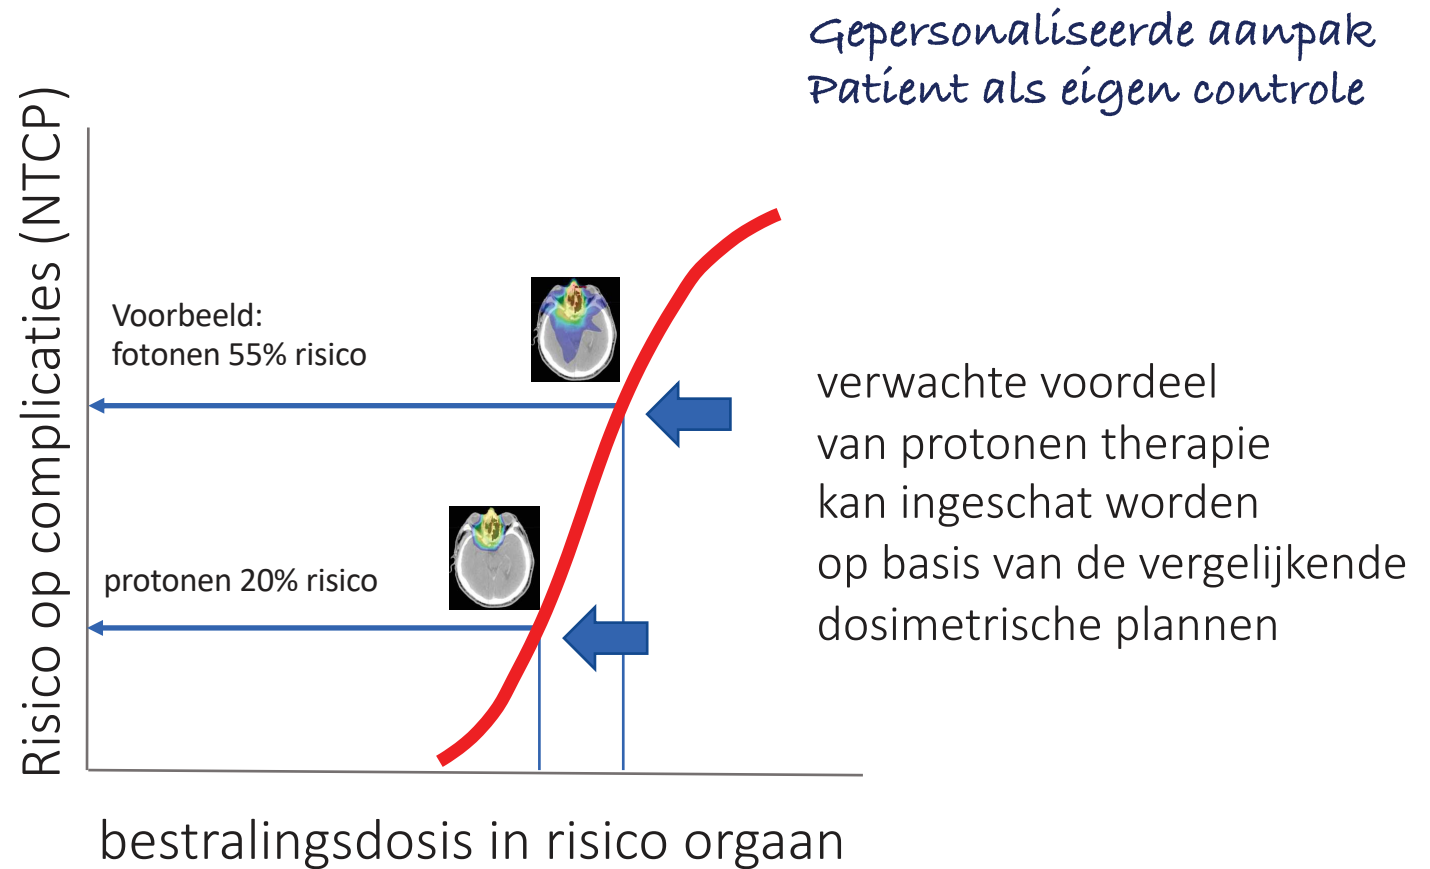 Gepersonaliseerde aanpak
Patient als eigen controle
Risico op complicaties (NTCP)
Voorbeeld:
fotonen 55% risico
protonen 20% risico
verwachte voordeel
van protonen therapie
kan ingeschat worden
op basis van de vergelijkende
dosimetrische plannen
bestralingsdosis in risico orgaan